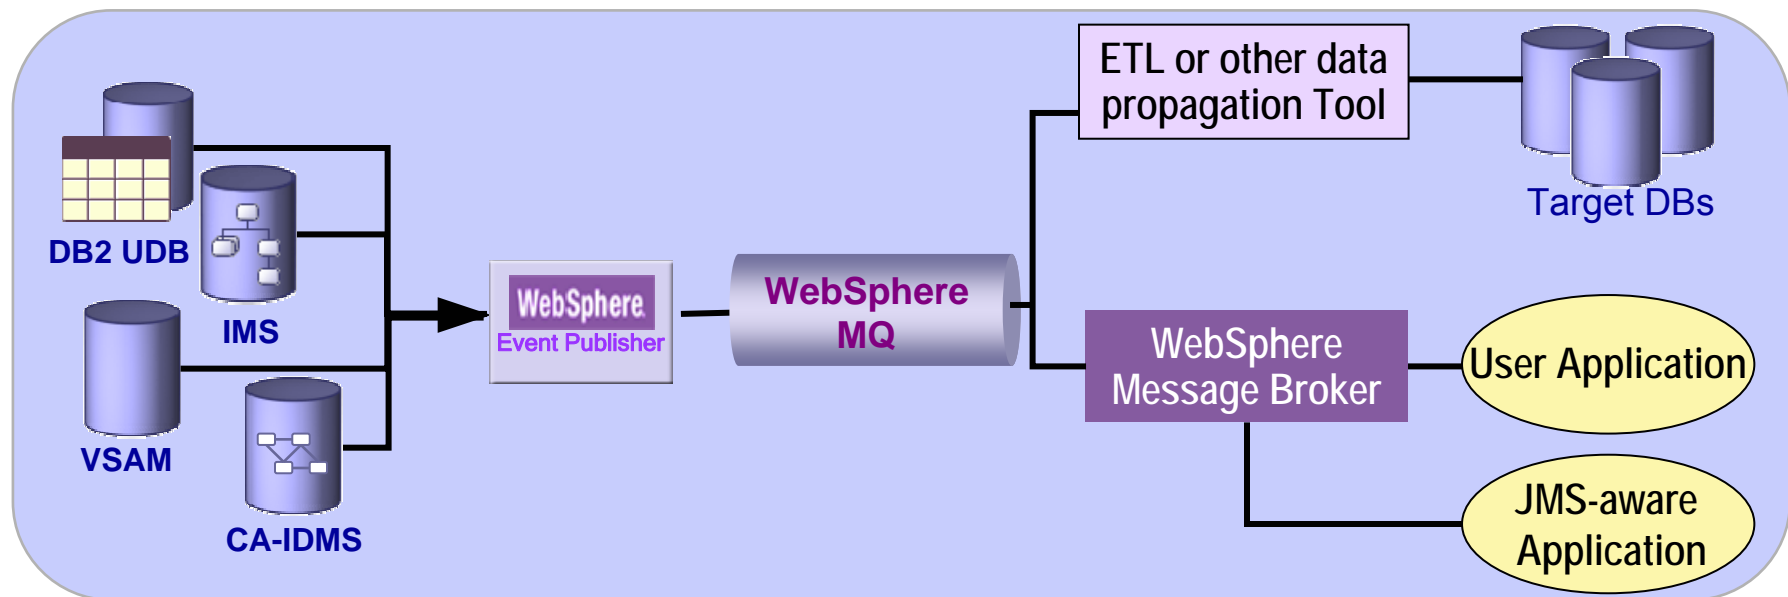 DB2 UDB
IMS
VSAM
CA-IDMS
WebSphere
Event Publisher
WebSphere
MQ
ETL or other data
propagation Tool
Target DBs
WebSphere
Message Broker
User Application
JMS-aware
Application